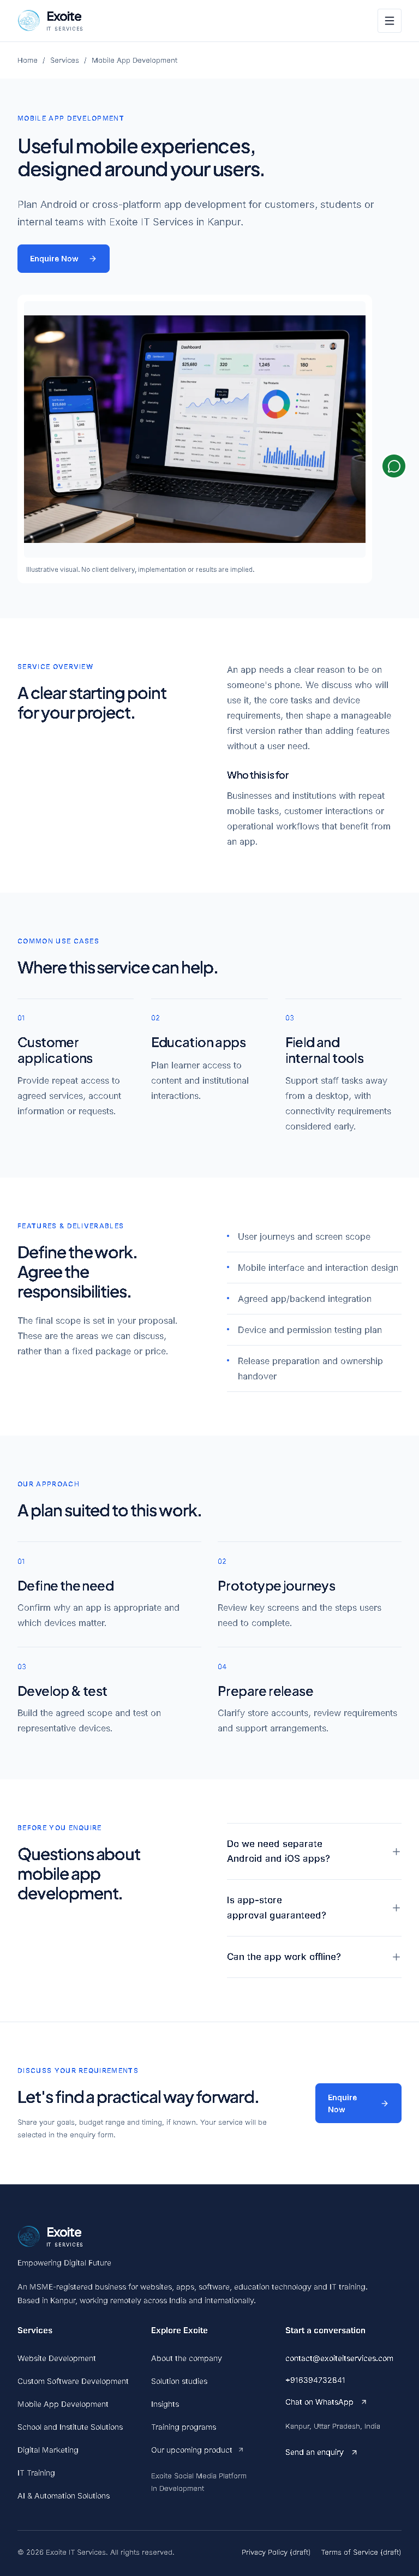 Exoite
IT SERVICES
Home / Services / Mobile App Development
MOBILE APP DEVELOPMENT
Useful mobile experiences,
designed around your users.
Plan Android or cross-platform app development for customers, students or
internal teams with Exoite IT Services in Kanpur.
Enquire Now
Dashboard
Illustrative visual. No client delivery, implementation or results are implied.
SERVICE OVERVIEW
A clear starting point
for your project.
An app needs a clear reason to be on
someone's phone. We discuss who will
use it, the core tasks and device
requirements, then shape a manageable
first version rather than adding features
without a user need.
Who this is for
Businesses and institutions with repeat
mobile tasks, customer interactions or
operational workflows that benefit from
an app.
COMMON USE CASES
Where this service can help.
01
Customer
applications
Provide repeat access to
agreed services, account
information or requests.
02
Education apps
Plan learner access to
content and institutional
interactions.
03
Field and
internal tools
Support staff tasks away
from a desktop, with
connectivity requirements
considered early.
FEATURES & DELIVERABLES
Define the work.
Agree the
responsibilities.
The final scope is set in your proposal.
These are the areas we can discuss,
rather than a fixed package or price.
User journeys and screen scope
Mobile interface and interaction design
Agreed app/backend integration
Device and permission testing plan
Release preparation and ownership
handover
OUR APPROACH
A plan suited to this work.
01
Define the need
Confirm why an app is appropriate and
which devices matter.
02
Prototype journeys
Review key screens and the steps users
need to complete.
03
Develop & test
Build the agreed scope and test on
representative devices.
04
Prepare release
Clarify store accounts, review requirements
and support arrangements.
BEFORE YOU ENQUIRE
Questions about
mobile app
development.
Do we need separate
Android and iOS apps?
Is app-store
approval guaranteed?
Can the app work offline?
DISCUSS YOUR REQUIREMENTS
Let's find a practical way forward.
Share your goals, budget range and timing, if known. Your service will be
selected in the enquiry form.
Enquire
Now
Exoite
IT SERVICES
Empowering Digital Future
An MSME-registered business for websites, apps, software, education technology and IT training.
Based in Kanpur, working remotely across India and internationally.
Services
Website Development
Custom Software Development
Mobile App Development
School and Institute Solutions
Digital Marketing
IT Training
AI & Automation Solutions
Explore Exoite
About the company
Solution studies
Insights
Training programs
Our upcoming product
Exoite Social Media Platform
In Development
Start a conversation
contact@exoiteitservices.com
+916394732841
Chat on WhatsApp
Kanpur, Uttar Pradesh, India
Send an enquiry
© 2026 Exoite IT Services. All rights reserved.
Privacy Policy (draft)
Terms of Service (draft)